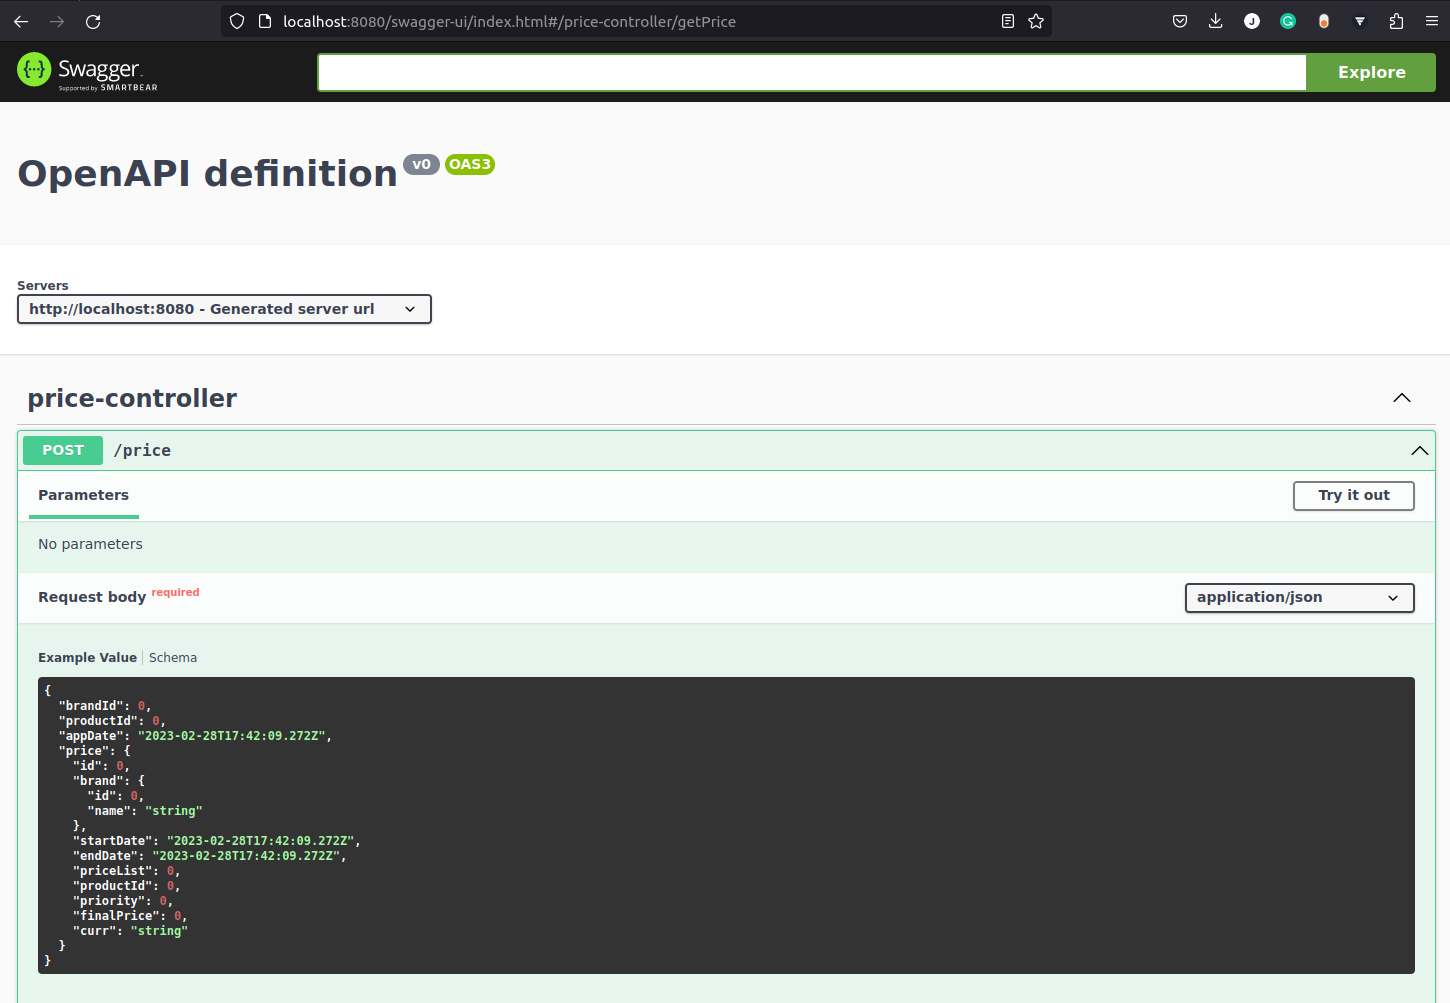 localhost:8080/swagger-ui/index.html#/price-controller/getPrice
J
G
{···} Swagger.
Supported by SMARTBEAR
Explore
OpenAPI definition v0 OAS3
Servers
http://localhost:8080 - Generated server url
price-controller
POST /price
Parameters
Try it out
No parameters
Request body required
application/json
Example Value | Schema
{
  "brandId": 0,
  "productId": 0,
  "appDate": "2023-02-28T17:42:09.272Z",
  "price": {
    "id": 0,
    "brand": {
      "id": 0,
      "name": "string"
    },
    "startDate": "2023-02-28T17:42:09.272Z",
    "endDate": "2023-02-28T17:42:09.272Z",
    "priceList": 0,
    "productId": 0,
    "priority": 0,
    "finalPrice": 0,
    "curr": "string"
  }
}